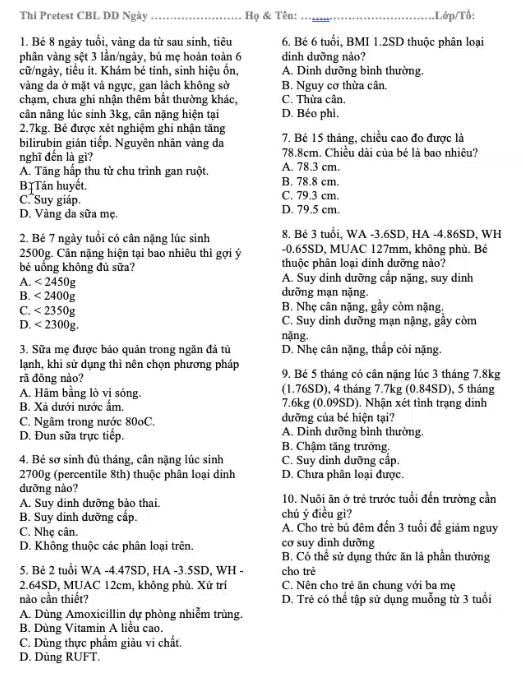 Thi Pretest CBL DD Ngày .......................... Họ & Tên: ..........................................Lớp/Tổ:
1. Bé 8 ngày tuổi, vàng da từ sau sinh, tiêu
phân vàng sệt 3 lần/ngày, bú mẹ hoàn toàn 6
cữ/ngày, tiểu ít. Khám bé tỉnh, sinh hiệu ổn,
vàng da ở mặt và ngực, gan lách không sờ
chạm, chưa ghi nhận thêm bất thường khác,
cân nặng lúc sinh 3kg, cân nặng hiện tại
2.7kg. Bé được xét nghiệm ghi nhận tăng
bilirubin gián tiếp. Nguyên nhân vàng da
nghĩ đến là gì?
A. Tăng hấp thu từ chu trình gan ruột.
B. Tán huyết.
C. Suy giáp.
D. Vàng da sữa mẹ.
2. Bé 7 ngày tuổi có cân nặng lúc sinh
2500g. Cân nặng hiện tại bao nhiêu thì gợi ý
bé uống không đủ sữa?
A. < 2450g
B. < 2400g
C. < 2350g
D. < 2300g.
3. Sữa mẹ được bảo quản trong ngăn đá tủ
lạnh, khi sử dụng thì nên chọn phương pháp
rã đông nào?
A. Hâm bằng lò vi sóng.
B. Xả dưới nước ấm.
C. Ngâm trong nước 80oC.
D. Đun sữa trực tiếp.
4. Bé sơ sinh đủ tháng, cân nặng lúc sinh
2700g (percentile 8th) thuộc phân loại dinh
dưỡng nào?
A. Suy dinh dưỡng bào thai.
B. Suy dinh dưỡng cấp.
C. Nhẹ cân.
D. Không thuộc các phân loại trên.
5. Bé 2 tuổi WA -4.47SD, HA -3.5SD, WH -
2.64SD, MUAC 12cm, không phù. Xử trí
nào cần thiết?
A. Dùng Amoxicillin dự phòng nhiễm trùng.
B. Dùng Vitamin A liều cao.
C. Dùng thực phẩm giàu vi chất.
D. Dùng RUFT.
6. Bé 6 tuổi, BMI 1.2SD thuộc phân loại
dinh dưỡng nào?
A. Dinh dưỡng bình thường.
B. Nguy cơ thừa cân.
C. Thừa cân.
D. Béo phì.
7. Bé 15 tháng, chiều cao đo được là
78.8cm. Chiều dài của bé là bao nhiêu?
A. 78.3 cm.
B. 78.8 cm.
C. 79.3 cm.
D. 79.5 cm.
8. Bé 3 tuổi, WA -3.6SD, HA -4.86SD, WH
-0.65SD, MUAC 127mm, không phù. Bé
thuộc phân loại dinh dưỡng nào?
A. Suy dinh dưỡng cấp nặng, suy dinh
dưỡng mạn nặng.
B. Nhẹ cân nặng, gầy còm nặng.
C. Suy dinh dưỡng mạn nặng, gầy còm
nặng.
D. Nhẹ cân nặng, thấp còi nặng.
9. Bé 5 tháng có cân nặng lúc 3 tháng 7.8kg
(1.76SD), 4 tháng 7.7kg (0.84SD), 5 tháng
7.6kg (0.09SD). Nhận xét tình trạng dinh
dưỡng của bé hiện tại?
A. Dinh dưỡng bình thường.
B. Chậm tăng trưởng.
C. Suy dinh dưỡng cấp.
D. Chưa phân loại được.
10. Nuôi ăn ở trẻ trước tuổi đến trường cần
chú ý điều gì?
A. Cho trẻ bú đêm đến 3 tuổi để giảm nguy
cơ suy dinh dưỡng
B. Có thể sử dụng thức ăn là phần thưởng
cho trẻ
C. Nên cho trẻ ăn chung với ba mẹ
D. Trẻ có thể tập sử dụng muỗng từ 3 tuổi